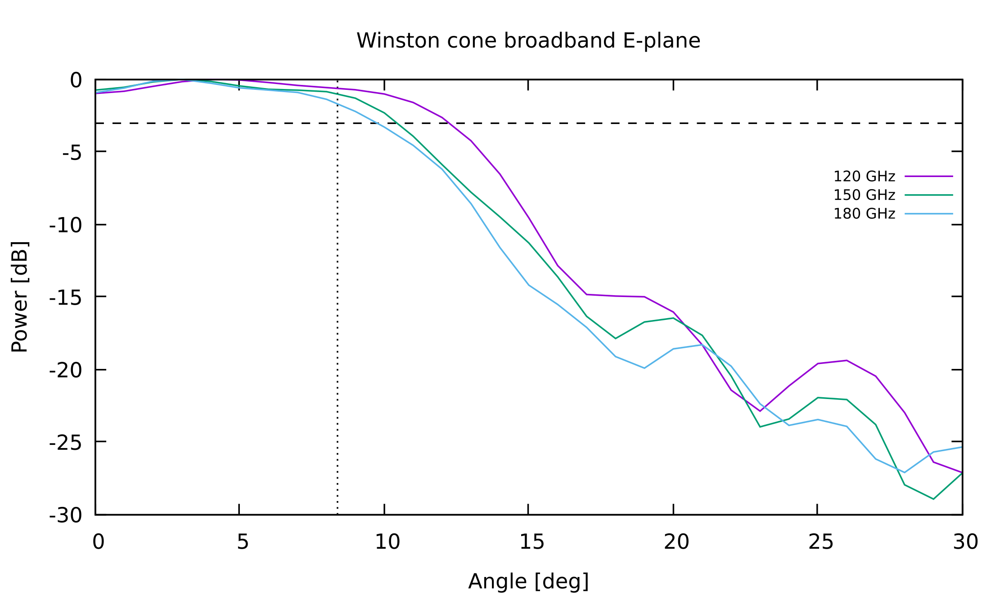 Winston cone broadband E-plane
0
-5
-10
-15
-20
-25
-30
Power [dB]
120 GHz
150 GHz
180 GHz
0 5 10 15 20 25 30
Angle [deg]